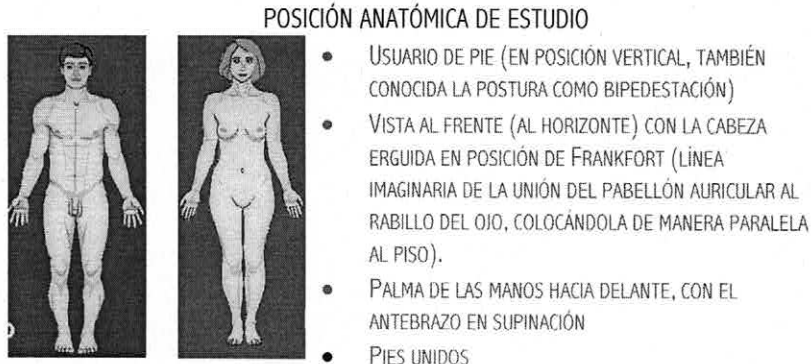 POSICIÓN ANATÓMICA DE ESTUDIO
• USUARIO DE PIE (EN POSICIÓN VERTICAL, TAMBIÉN
CONOCIDA LA POSTURA COMO BIPEDESTACIÓN)
• VISTA AL FRENTE (AL HORIZONTE) CON LA CABEZA
ERGUIDA EN POSICIÓN DE FRANKFORT (LÍNEA
IMAGINARIA DE LA UNIÓN DEL PABELLÓN AURICULAR AL
RABILLO DEL OJO, COLOCÁNDOLA DE MANERA PARALELA
AL PISO).
• PALMA DE LAS MANOS HACIA DELANTE, CON EL
ANTEBRAZO EN SUPINACIÓN
• PIES UNIDOS